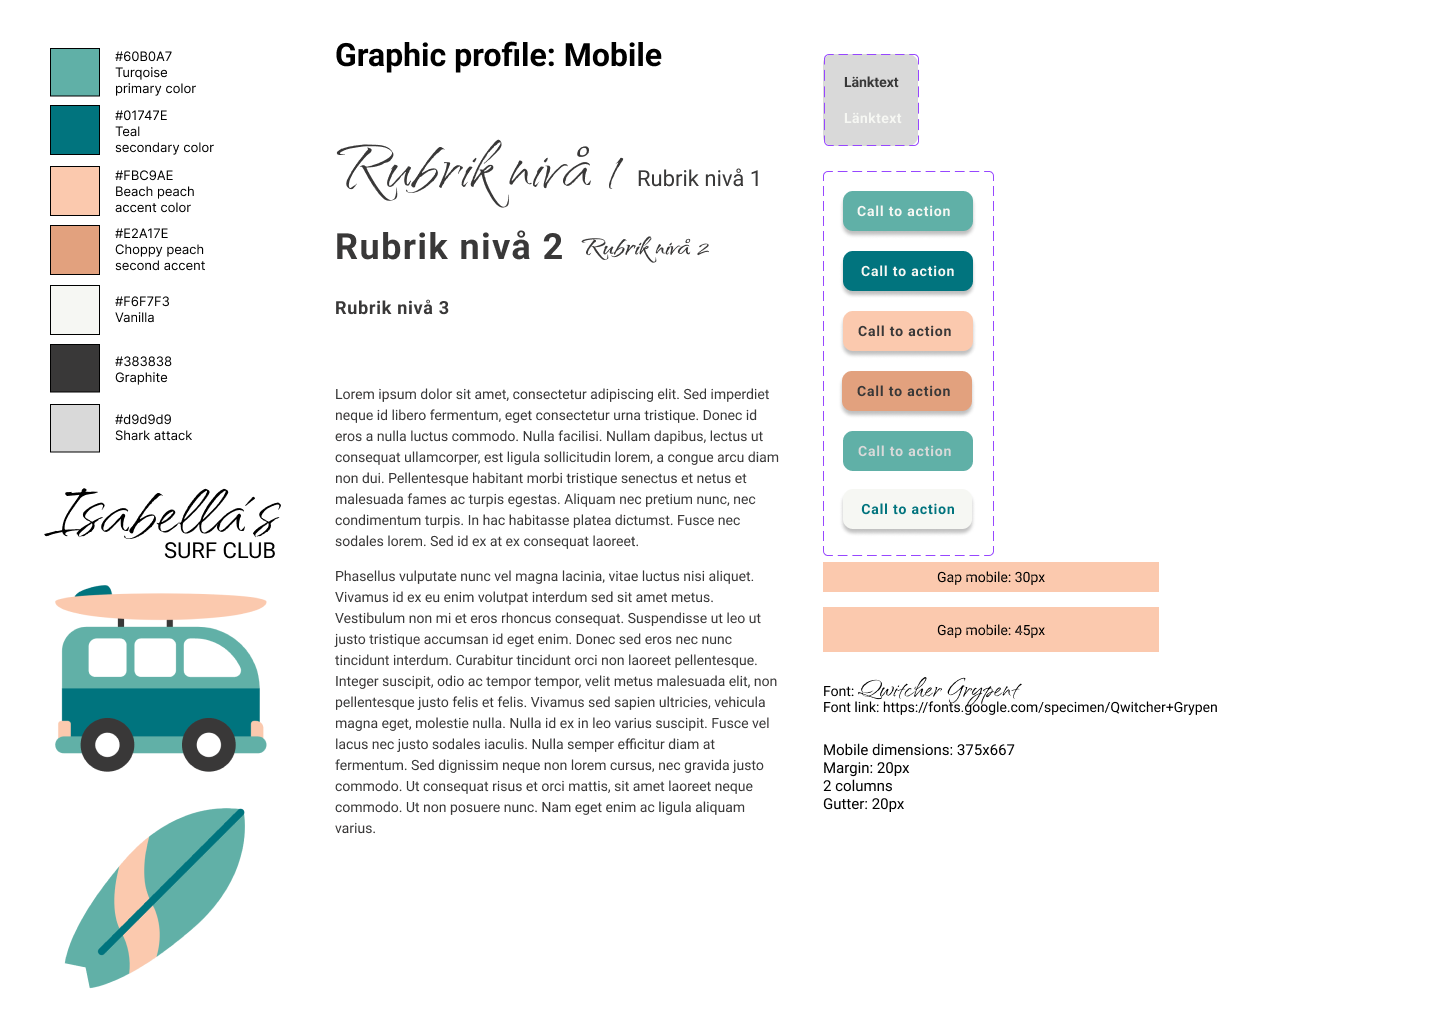 #60B0A7
Turqoise
primary color
#01747E
Teal
secondary color
#FBC9AE
Beach peach
accent color
#E2A17E
Choppy peach
second accent
#F6F7F3
Vanilla
#383838
Graphite
#d9d9d9
Shark attack
Isabella's
SURF CLUB
Graphic profile: Mobile
Rubrik nivå 1 Rubrik nivå 1
Rubrik nivå 2 Rubrik nivå 2
Rubrik nivå 3
Lorem ipsum dolor sit amet, consectetur adipiscing elit. Sed imperdiet
neque id libero fermentum, eget consectetur urna tristique. Donec id
eros a nulla luctus commodo. Nulla facilisi. Nullam dapibus, lectus ut
consequat ullamcorper, est ligula sollicitudin lorem, a congue arcu diam
non dui. Pellentesque habitant morbi tristique senectus et netus et
malesuada fames ac turpis egestas. Aliquam nec pretium nunc, nec
condimentum turpis. In hac habitasse platea dictumst. Fusce nec
sodales lorem. Sed id ex at ex consequat laoreet.
Phasellus vulputate nunc vel magna lacinia, vitae luctus nisi aliquet.
Vivamus id ex eu enim volutpat interdum sed sit amet metus.
Vestibulum non mi et eros rhoncus consequat. Suspendisse ut leo ut
justo tristique accumsan id eget enim. Donec sed eros nec nunc
tincidunt interdum. Curabitur tincidunt orci non laoreet pellentesque.
Integer suscipit, odio ac tempor tempor, velit metus malesuada elit, non
pellentesque justo felis et felis. Vivamus sed sapien ultricies, vehicula
magna eget, molestie nulla. Nulla id ex in leo varius suscipit. Fusce vel
lacus nec justo sodales iaculis. Nulla semper efficitur diam at
fermentum. Sed dignissim neque non lorem cursus, nec gravida justo
commodo. Ut consequat risus et orci mattis, sit amet laoreet neque
commodo. Ut non posuere nunc. Nam eget enim ac ligula aliquam
varius.
Länktext
Länktext
Call to action
Call to action
Call to action
Call to action
Call to action
Call to action
Gap mobile: 30px
Gap mobile: 45px
Font: Qwitcher Grypent
Font link: https://fonts.google.com/specimen/Qwitcher+Grypen
Mobile dimensions: 375x667
Margin: 20px
2 columns
Gutter: 20px